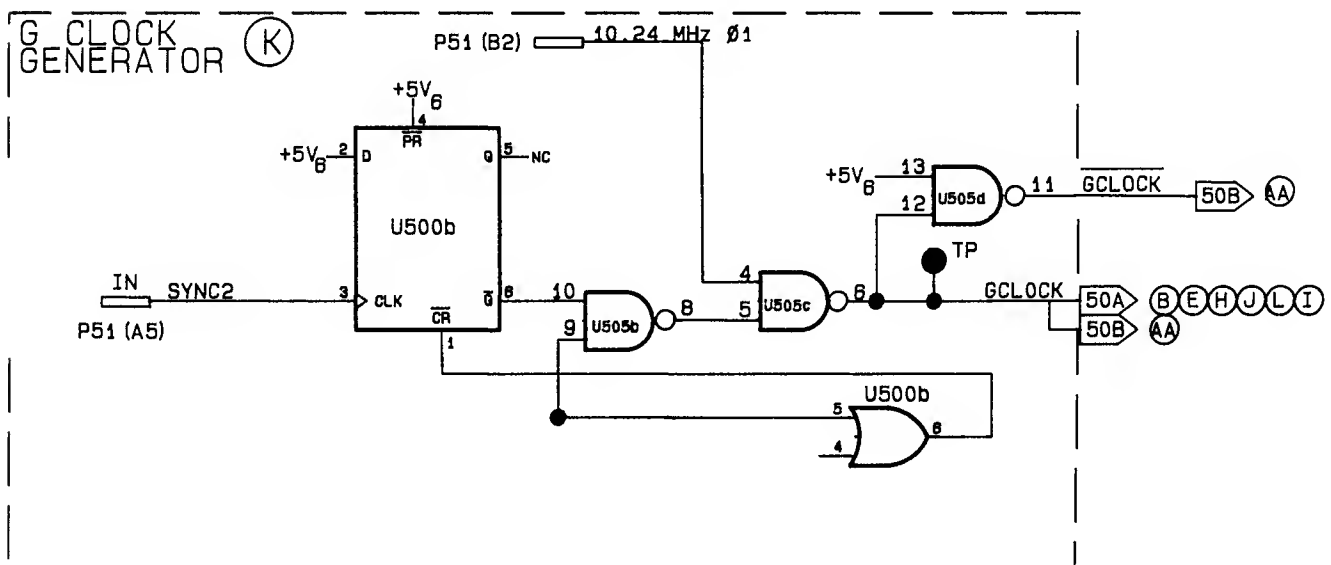 G CLOCK
GENERATOR
K
P51 (B2)
10.24 MHz Ø1
+5V6
4
PR
+5V6
2
D
Q
5
NC
U500b
IN
SYNC2
P51 (A5)
3
CLK
Q
6
CR
1
10
9
U505b
8
4
5
U505c
6
+5V6
13
12
U505d
11
GCLOCK
50B
AA
TP
GCLOCK
50A
B E H J L I
50B
AA
U500b
5
4
6